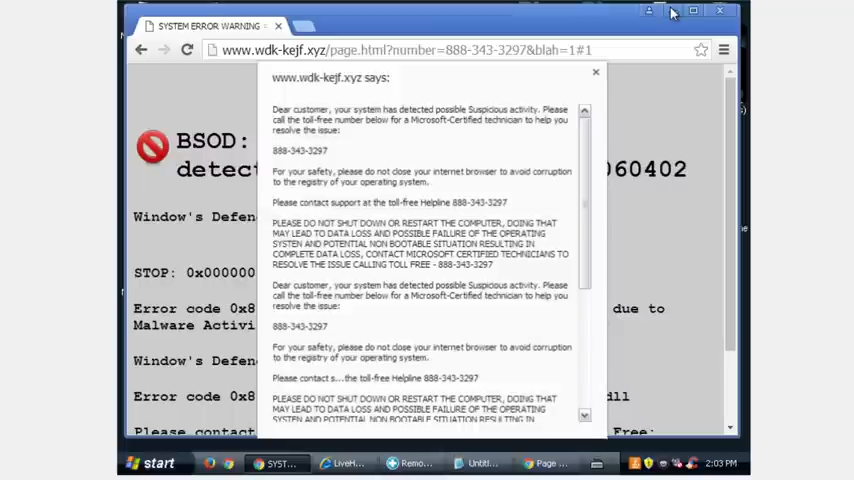 SYSTEM ERROR WARNING
www.wdk-kejf.xyz/page.html?number=888-343-3297&blah=1#1
www.wdk-kejf.xyz says:
Dear customer, your system has detected possible Suspicious activity. Please
call the toll-free number below for a Microsoft-Certified technician to help you
resolve the issue:
888-343-3297
For your safety, please do not close your internet browser to avoid corruption
to the registry of your operating system.
Please contact support at the toll-free Helpline 888-343-3297
PLEASE DO NOT SHUT DOWN OR RESTART THE COMPUTER, DOING THAT
MAY LEAD TO DATA LOSS AND POSSIBLE FAILURE OF THE OPERATING
SYSTEN AND POTENTIAL NON BOOTABLE SITUATION RESULTING IN
COMPLETE DATA LOSS, CONTACT MICROSOFT CERTIFIED TECHNICIANS TO
RESOLVE THE ISSUE CALLING TOLL FREE - 888-343-3297
Dear customer, your system has detected possible Suspicious activity. Please
call the toll-free number below for a Microsoft-Certified technician to help you
resolve the issue:
888-343-3297
For your safety, please do not close your internet browser to avoid corruption
to the registry of your operating system.
Please contact s...the toll-free Helpline 888-343-3297
PLEASE DO NOT SHUT DOWN OR RESTART THE COMPUTER, DOING THAT
MAY LEAD TO DATA LOSS AND POSSIBLE FAILURE OF THE OPERATING
SYSTEN AND POTENTIAL NON BOOTABLE SITUATION RESULTING IN
BSOD:
detec 060402
Window's Defen
STOP: 0x000000
Error code 0x8 due to
Malware Activi
Window's Defen
Error code 0x8 dll
Please contac Free:
start
SYST...
LiveH...
Remo...
Untitl...
Page ...
2:03 PM